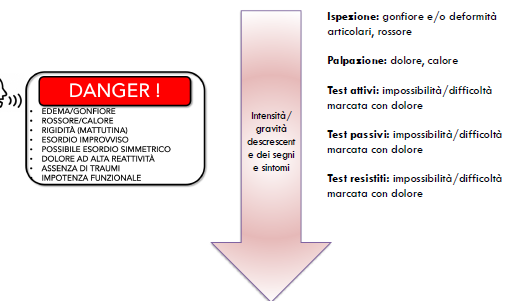 DANGER !
• EDEMA/GONFIORE
• ROSSORE/CALORE
• RIGIDITÀ (MATTUTINA)
• ESORDIO IMPROVVISO
• POSSIBILE ESORDIO SIMMETRICO
• DOLORE AD ALTA REATTIVITÀ
• ASSENZA DI TRAUMI
• IMPOTENZA FUNZIONALE
Intensità/
gravità
descrescent
e dei segni
e sintomi
Ispezione: gonfiore e/o deformità
articolari, rossore
Palpazione: dolore, calore
Test attivi: impossibilità/difficoltà
marcata con dolore
Test passivi: impossibilità/difficoltà
marcata con dolore
Test resistiti: impossibilità/difficoltà
marcata con dolore